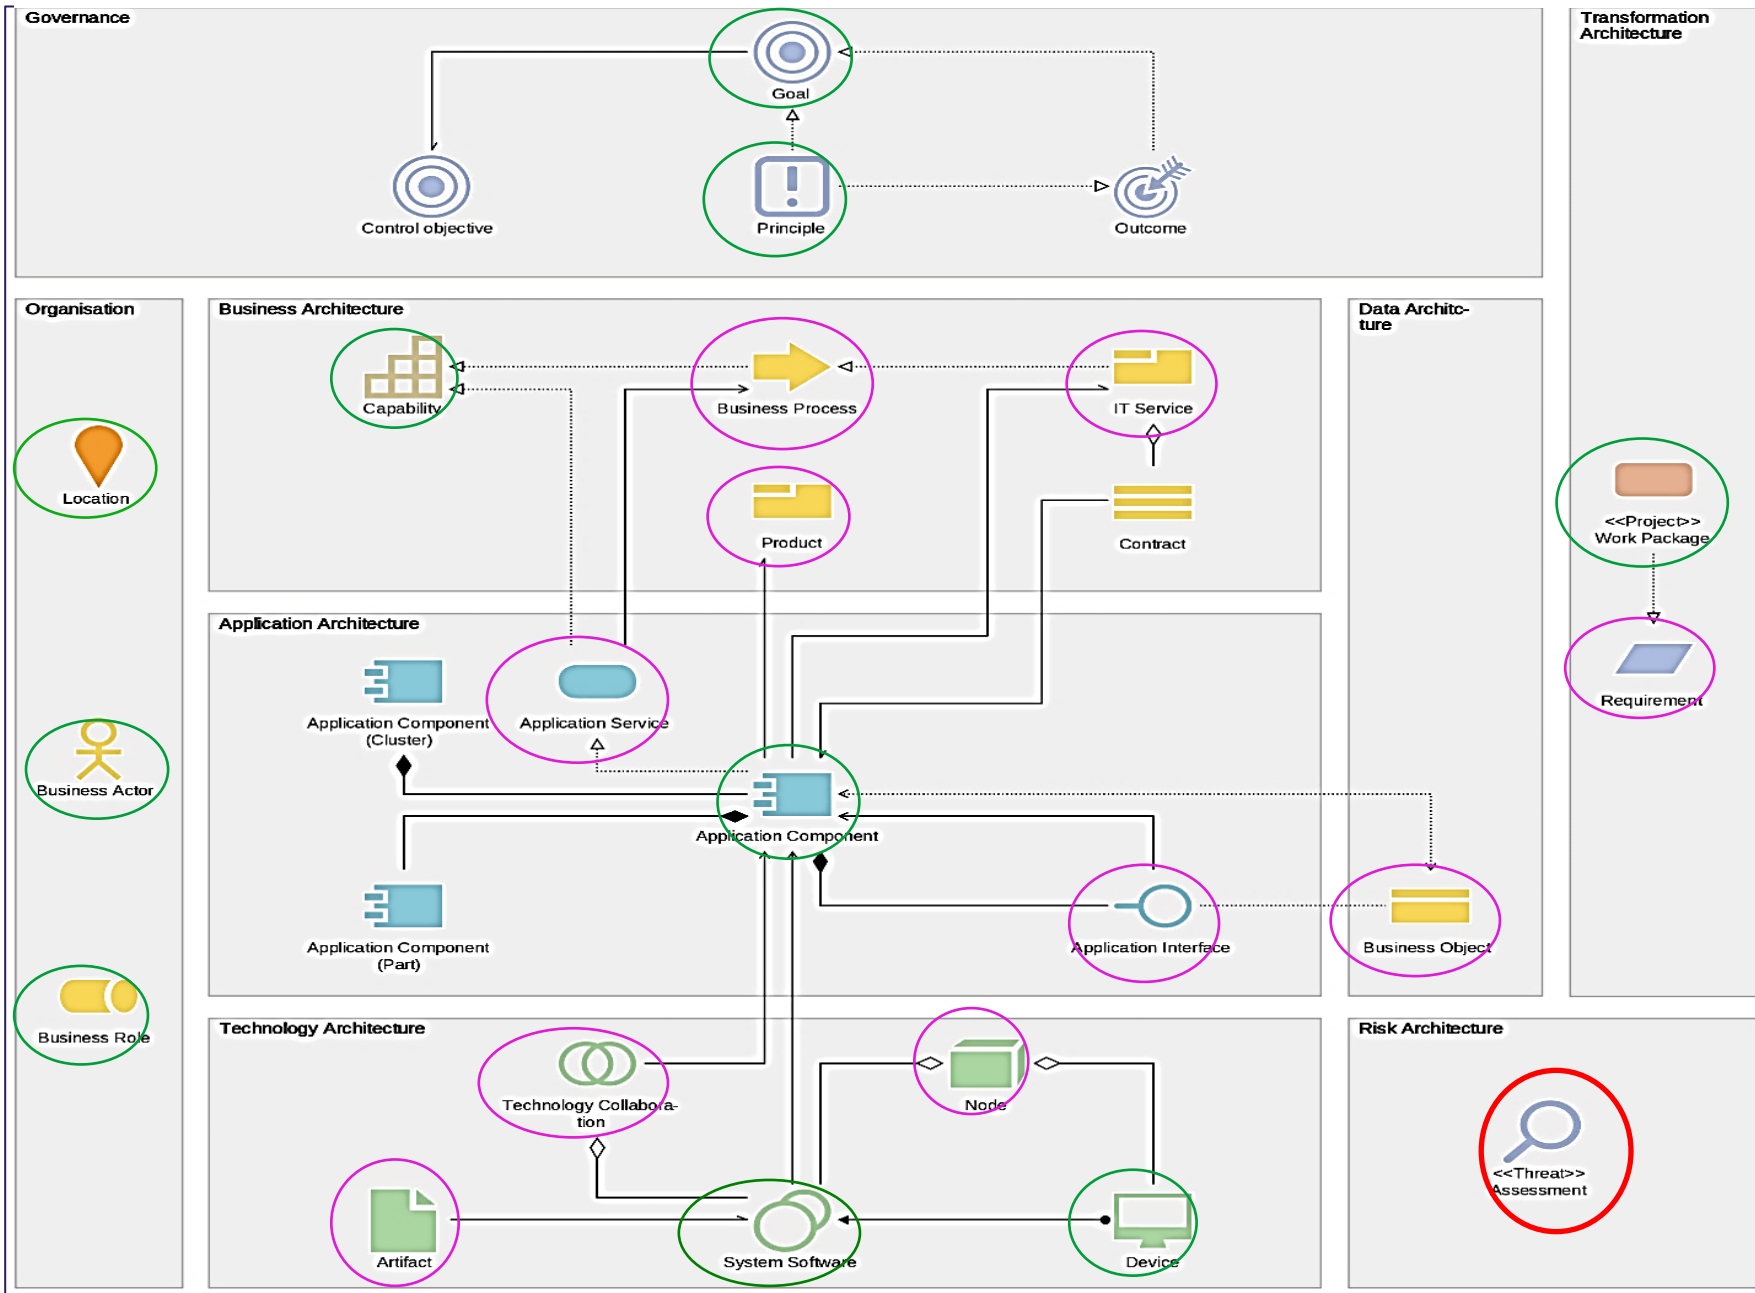 Governance
Goal
Control objective
Principle
Outcome
Transformation
Architecture
Organisation
Location
Business Actor
Business Role
Business Architecture
Capability
Business Process
IT Service
Product
Contract
Data Architc-
ture
<<Project>>
Work Package
Requirement
Application Architecture
Application Component
(Cluster)
Application Service
Application Component
Application Component
(Part)
Application Interface
Business Object
Technology Architecture
Technology Collabora-
tion
Node
Artifact
System Software
Device
Risk Architecture
<<Threat>>
Assessment